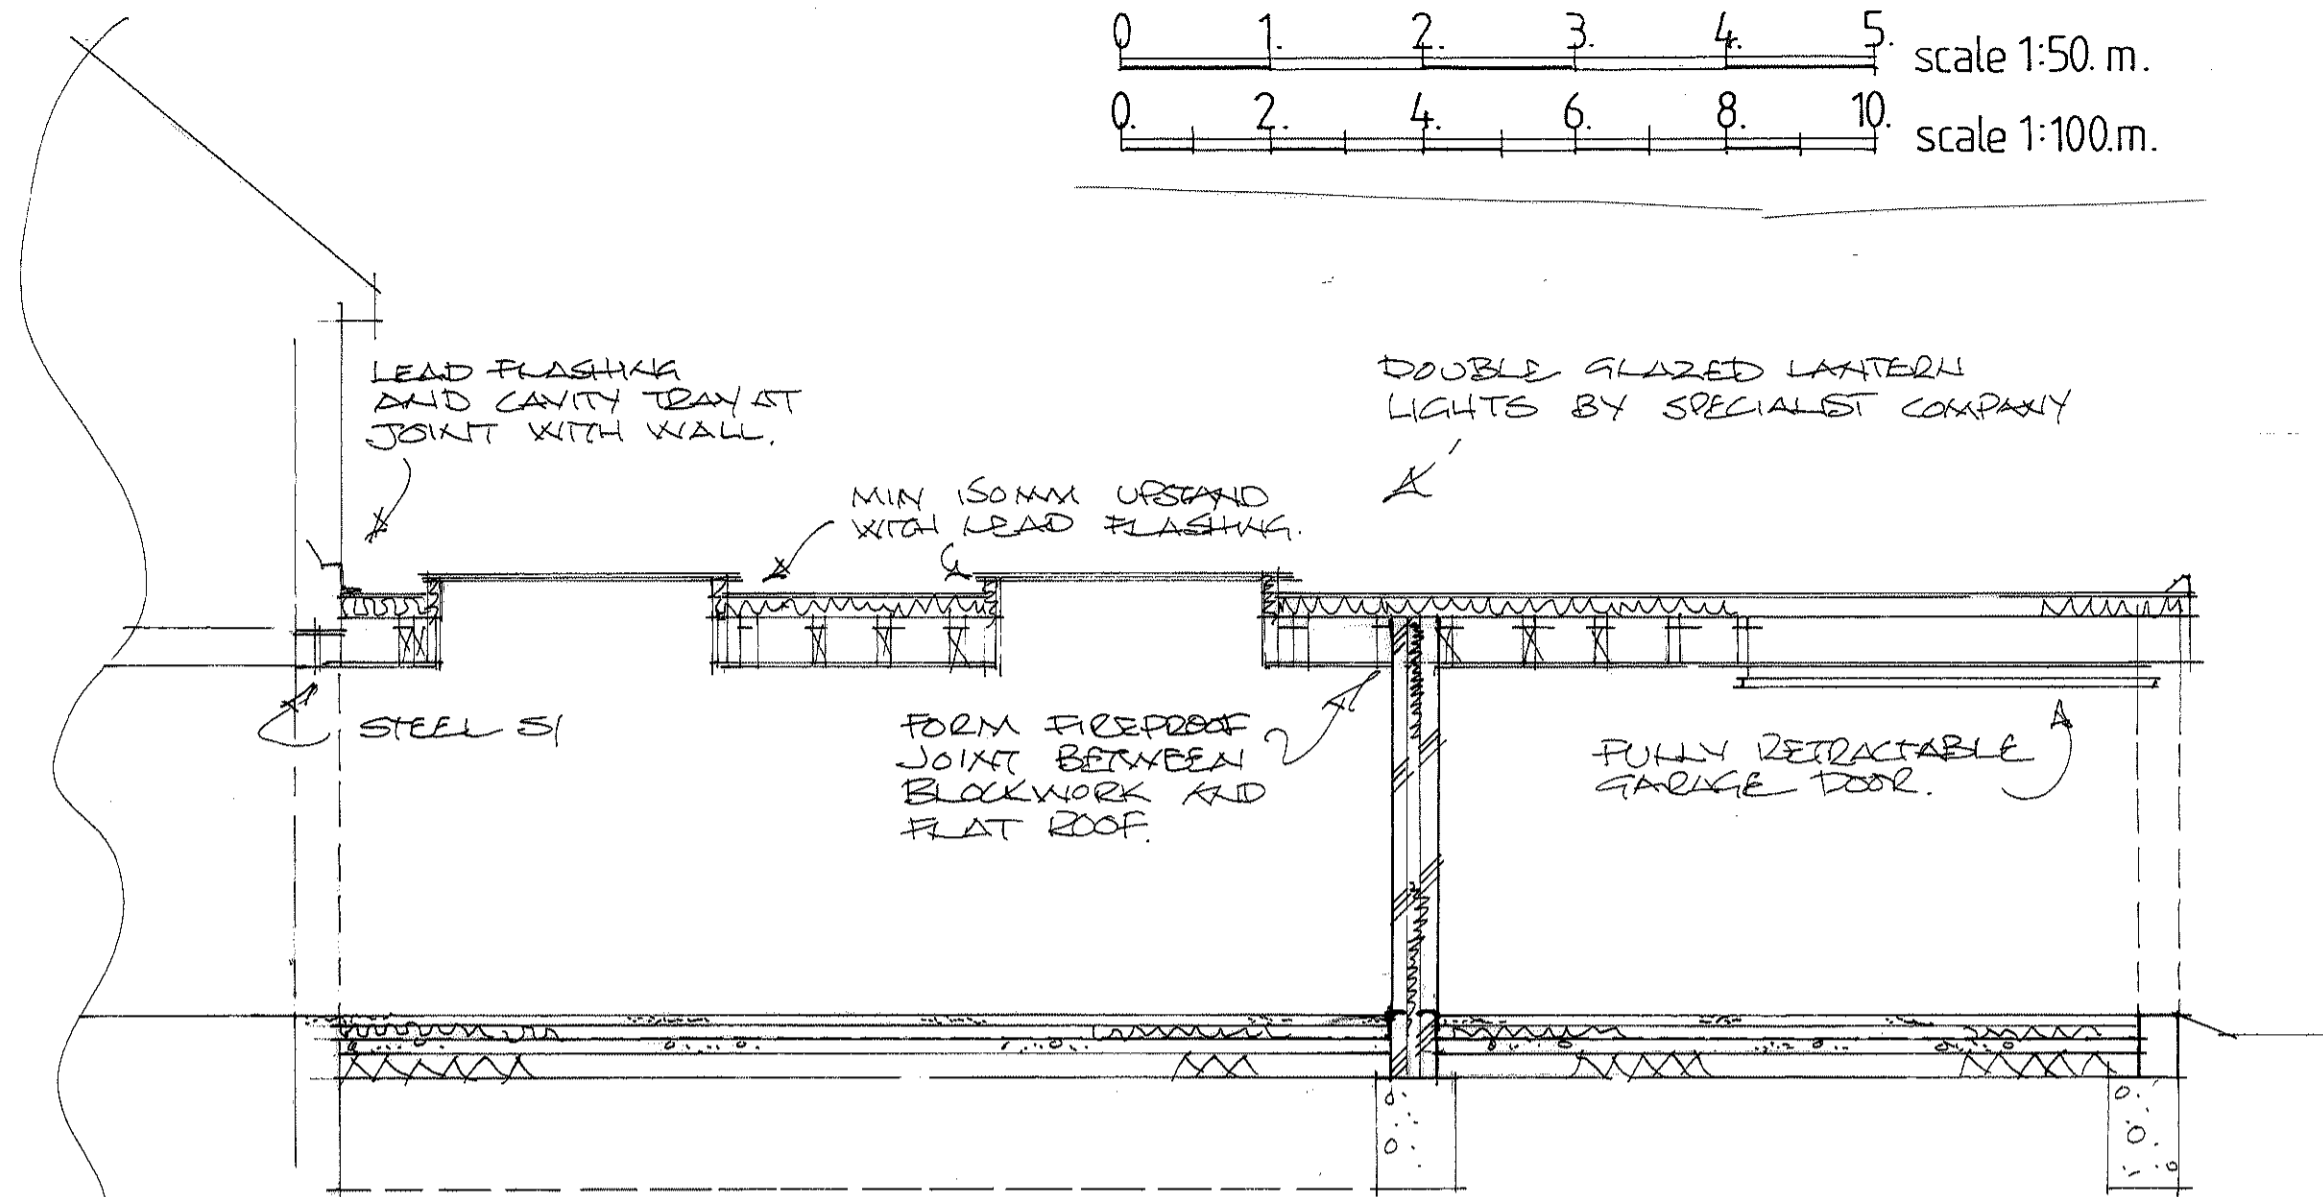 0 1. 2. 3. 4. 5. scale 1:50. m.
0. 2. 4. 6. 8. 10. scale 1:100.m.
LEAD FLASHING
AND CAVITY TRAY AT
JOINT WITH WALL.
DOUBLE GLAZED LANTERN
LIGHTS BY SPECIALIST COMPANY
MIN 150MM UPSTAND
WITH LEAD FLASHING.
STEEL S1
FORM FIREPROOF
JOINT BETWEEN
BLOCKWORK AND
FLAT ROOF.
FULLY RETRACTABLE
GARAGE DOOR.